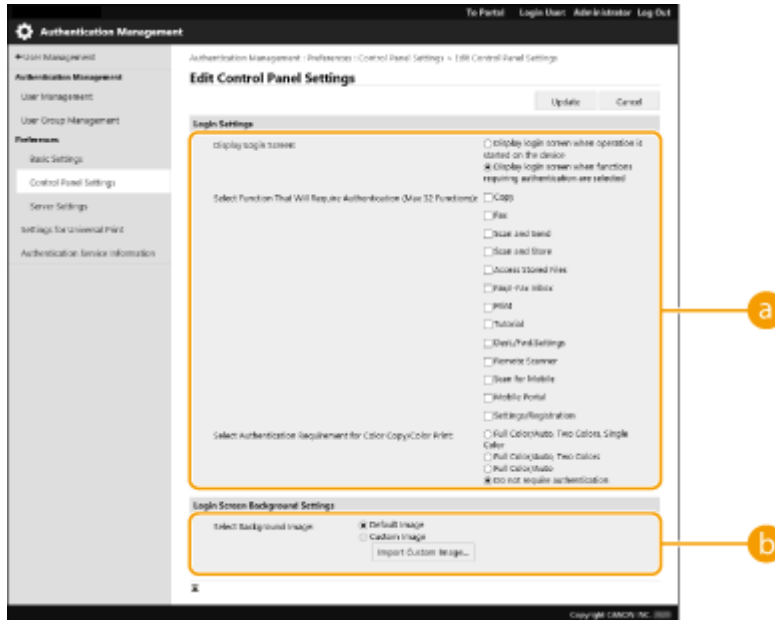 To Portal Login User: Administrator Log Out
Authentication Management
User Management
Authentication Management : Preferences : Control Panel Settings > Edit Control Panel Settings
Authentication Management
Edit Control Panel Settings
User Management
Update Cancel
User Group Management
Login Settings
Preferences
Display Login Screen:
Display login screen when operation is
started on the device
Basic Settings
Display login screen when functions
requiring authentication are selected
Control Panel Settings
Select Function That Will Require Authentication (Max 32 Functions):
Copy
Server Settings
Fax
Settings for Universal Print
Scan and Send
Authentication Service Information
Scan and Store
Access Stored Files
Fax/I-Fax Inbox
Print
Tutorial
Dest./Fwd.Settings
Remote Scanner
Scan for Mobile
Mobile Portal
Settings/Registration
Select Authentication Requirement for Color Copy/Color Print:
Full Color/Auto, Two Colors, Single
Color
Full Color/Auto, Two Colors
Full Color/Auto
Do not require authentication
a
Login Screen Background Settings
Select Background Image:
Default Image
Custom Image
Import Custom Image...
b
Copyright CANON INC.